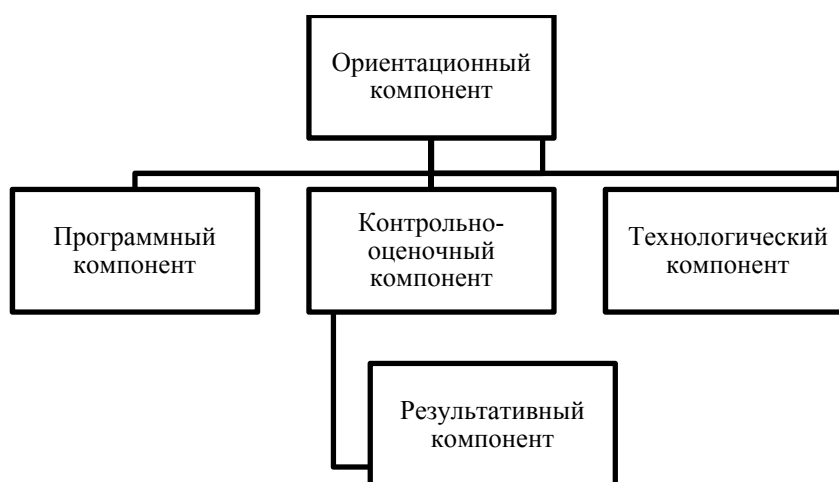 Ориентационный
компонент
Программный
компонент
Контрольно-
оценочный
компонент
Технологический
компонент
Результативный
компонент